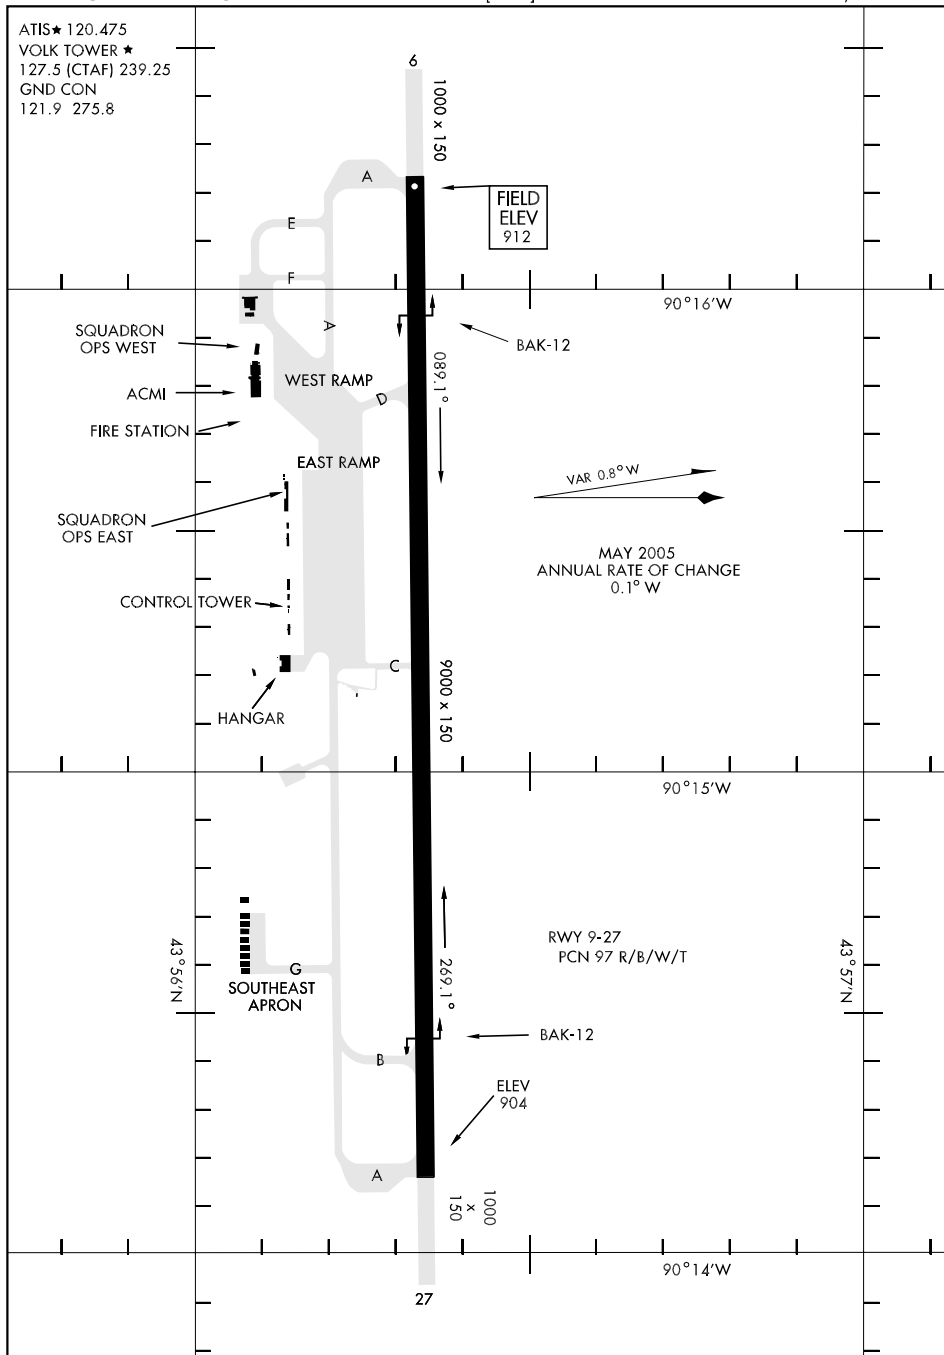 ATIS★ 120.475
VOLK TOWER ★
127.5 (CTAF) 239.25
GND CON
121.9 275.8
6
1000 x 150
A
FIELD
ELEV
912
E
F
90°16'W
SQUADRON
OPS WEST
A
BAK-12
WEST RAMP
089.1°
ACMI
D
FIRE STATION
EAST RAMP
VAR 0.8° W
SQUADRON
OPS EAST
MAY 2005
ANNUAL RATE OF CHANGE
0.1° W
CONTROL TOWER
C
9000 x 150
HANGAR
90°15'W
43°56'N
RWY 9-27
PCN 97 R/B/W/T
43°57'N
G
269.1°
SOUTHEAST
APRON
BAK-12
B
ELEV
904
A
1000
x
150
90°14'W
27